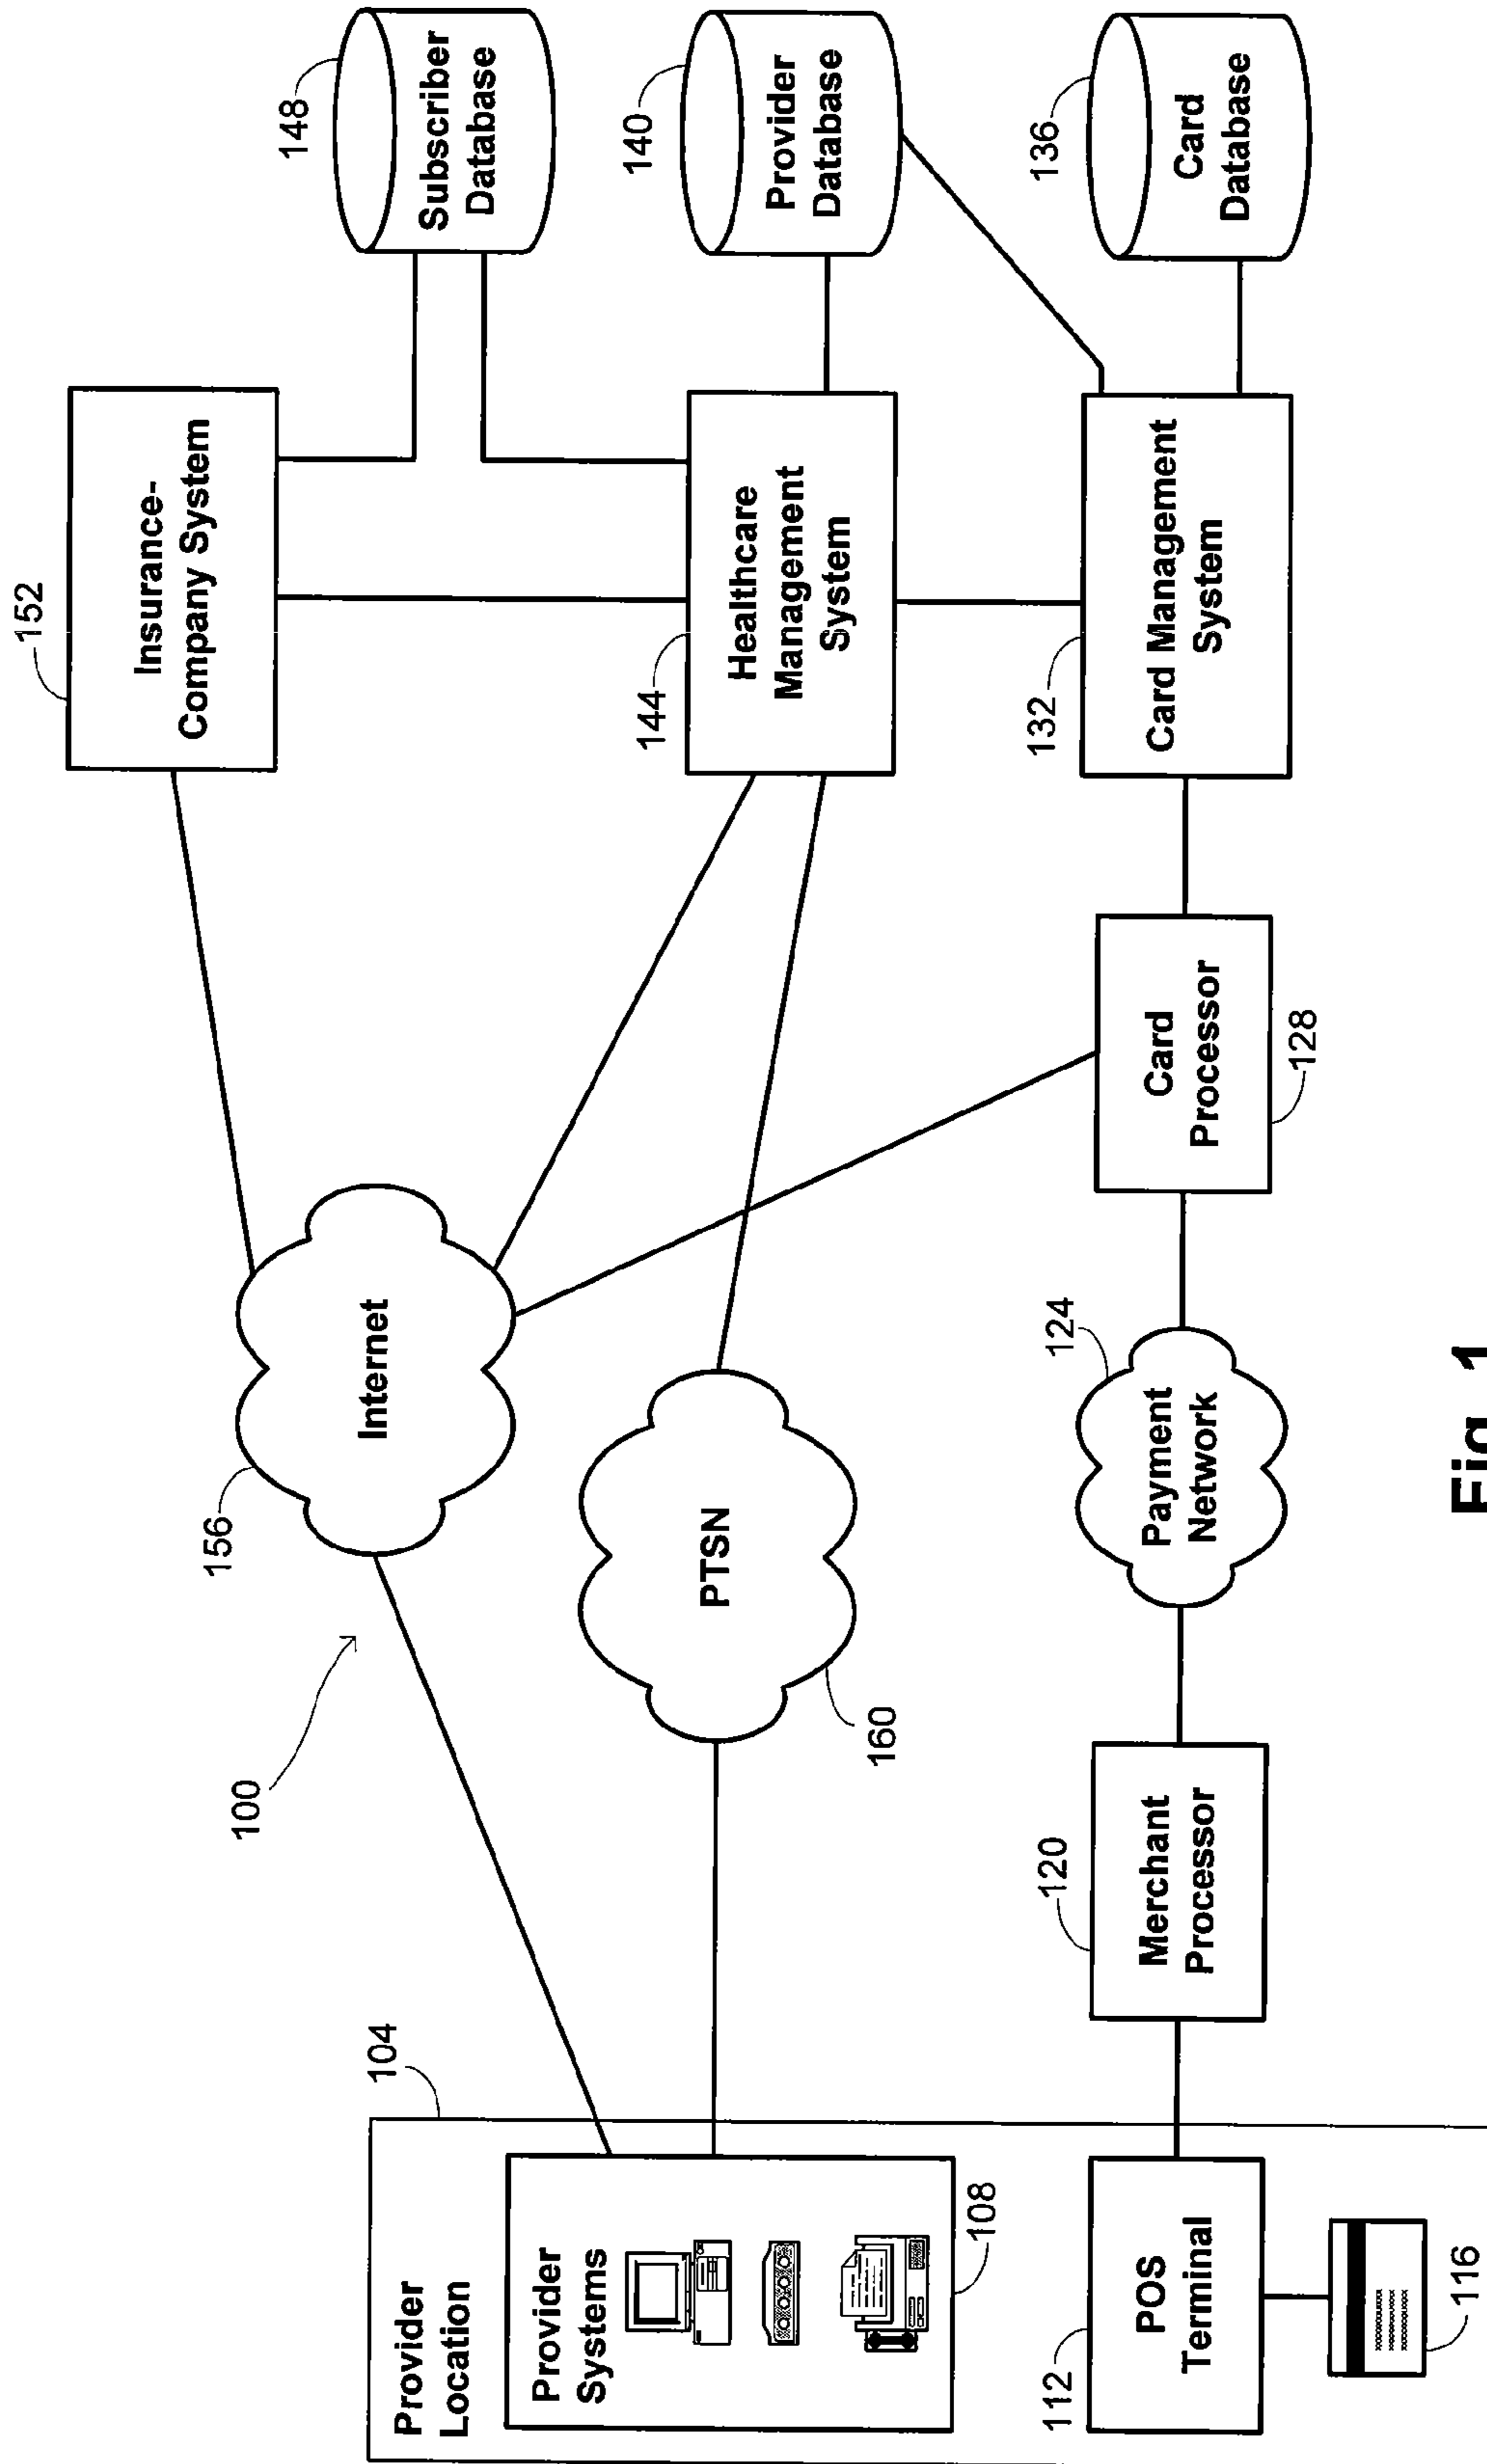 152
Insurance-
Company System
148
Subscriber
Database
156
Internet
100
144
Healthcare
Management
System
140
Provider
Database
PTSN
160
104
Provider
Location
Provider
Systems
108
112
POS
Terminal
116
120
Merchant
Processor
124
Payment
Network
Card
Processor
128
132
Card Management
System
136
Card
Database
Fig. 1